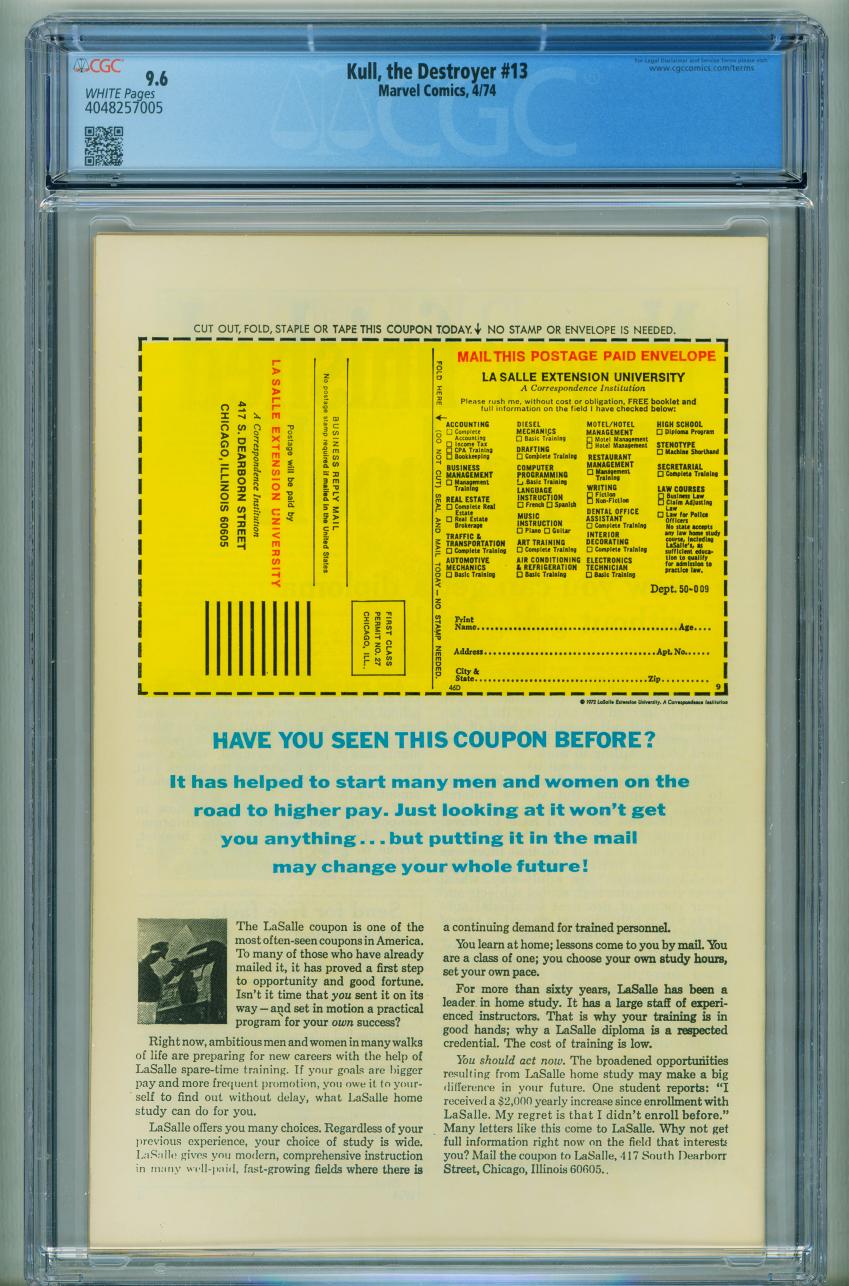 CGC
9.6
WHITE Pages
4048257005
Kull, the Destroyer #13
Marvel Comics, 4/74
For Legal Disclaimer and Service Terms please visit
www.cgccomics.com/terms
CGC
CUT OUT, FOLD, STAPLE OR TAPE THIS COUPON TODAY.↓ NO STAMP OR ENVELOPE IS NEEDED.
BUSINESS REPLY MAIL
No postage stamp required if mailed in the United States
Postage will be paid by
LA SALLE EXTENSION UNIVERSITY
A Correspondence Institution
417 S. DEARBORN STREET
CHICAGO, ILLINOIS 60605
FIRST CLASS
PERMIT NO. 27
CHICAGO, ILL.
FOLD HERE ← (DO NOT CUT) SEAL AND MAIL TODAY—NO STAMP NEEDED.
MAIL THIS POSTAGE PAID ENVELOPE
LA SALLE EXTENSION UNIVERSITY
A Correspondence Institution
Please rush me, without cost or obligation, FREE booklet and
full information on the field I have checked below:
ACCOUNTING
☐ Complete
Accounting
☐ Income Tax
☐ CPA Training
☐ Bookkeeping
BUSINESS
MANAGEMENT
☐ Management
Training
REAL ESTATE
☐ Complete Real
Estate
☐ Real Estate
Brokerage
TRAFFIC &
TRANSPORTATION
☐ Complete Training
AUTOMOTIVE
MECHANICS
☐ Basic Training
DIESEL
MECHANICS
☐ Basic Training
DRAFTING
☐ Complete Training
COMPUTER
PROGRAMMING
☐ Basic Training
LANGUAGE
INSTRUCTION
☐ French ☐ Spanish
MUSIC
INSTRUCTION
☐ Piano ☐ Guitar
ART TRAINING
☐ Complete Training
AIR CONDITIONING
& REFRIGERATION
☐ Basic Training
MOTEL/HOTEL
MANAGEMENT
☐ Motel Management
☐ Hotel Management
RESTAURANT
MANAGEMENT
☐ Management
Training
WRITING
☐ Fiction
☐ Non-Fiction
DENTAL OFFICE
ASSISTANT
☐ Complete Training
INTERIOR
DECORATING
☐ Complete Training
ELECTRONICS
TECHNICIAN
☐ Basic Training
HIGH SCHOOL
☐ Diploma Program
STENOTYPE
☐ Machine Shorthand
SECRETARIAL
☐ Complete Training
LAW COURSES
☐ Business Law
☐ Claim Adjusting
Law
☐ Law for Police
Officers
No state accepts
any law home study
course, including
LaSalle's, as
sufficient educa-
tion to qualify
for admission to
practice law.
Dept. 50-009
Print
Name.............................................Age....
Address.............................................Apt. No......
City &
State.............................................Zip..........
46D
9
© 1972 LaSalle Extension University. A Correspondence Institution
HAVE YOU SEEN THIS COUPON BEFORE?
It has helped to start many men and women on the
road to higher pay. Just looking at it won't get
you anything...but putting it in the mail
may change your whole future!
The LaSalle coupon is one of the
most often-seen coupons in America.
To many of those who have already
mailed it, it has proved a first step
to opportunity and good fortune.
Isn't it time that you sent it on its
way—and set in motion a practical
program for your own success?
Right now, ambitious men and women in many walks
of life are preparing for new careers with the help of
LaSalle spare-time training. If your goals are bigger
pay and more frequent promotion, you owe it to your-
self to find out without delay, what LaSalle home
study can do for you.
LaSalle offers you many choices. Regardless of your
previous experience, your choice of study is wide.
LaSalle gives you modern, comprehensive instruction
in many well-paid, fast-growing fields where there is
a continuing demand for trained personnel.
You learn at home; lessons come to you by mail. You
are a class of one; you choose your own study hours,
set your own pace.
For more than sixty years, LaSalle has been a
leader in home study. It has a large staff of experi-
enced instructors. That is why your training is in
good hands; why a LaSalle diploma is a respected
credential. The cost of training is low.
You should act now. The broadened opportunities
resulting from LaSalle home study may make a big
difference in your future. One student reports: "I
received a $2,000 yearly increase since enrollment with
LaSalle. My regret is that I didn't enroll before."
Many letters like this come to LaSalle. Why not get
full information right now on the field that interests
you? Mail the coupon to LaSalle, 417 South Dearborn
Street, Chicago, Illinois 60605.